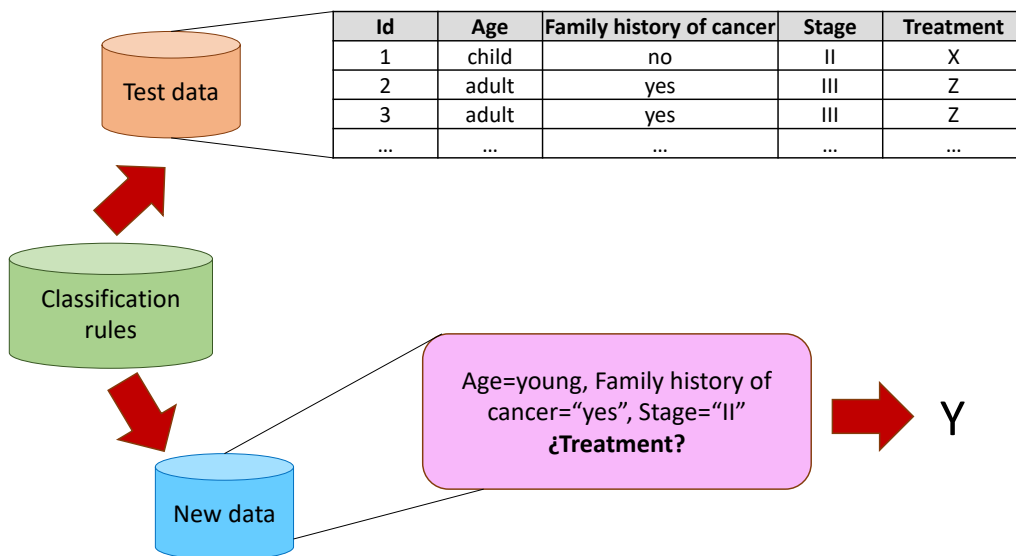 Id Age Family history of cancer Stage Treatment
1 child no II X
2 adult yes III Z
3 adult yes III Z
... ... ... ... ...
Test data
Classification
rules
Age=young, Family history of
cancer=“yes”, Stage=“II”
¿Treatment?
Y
New data